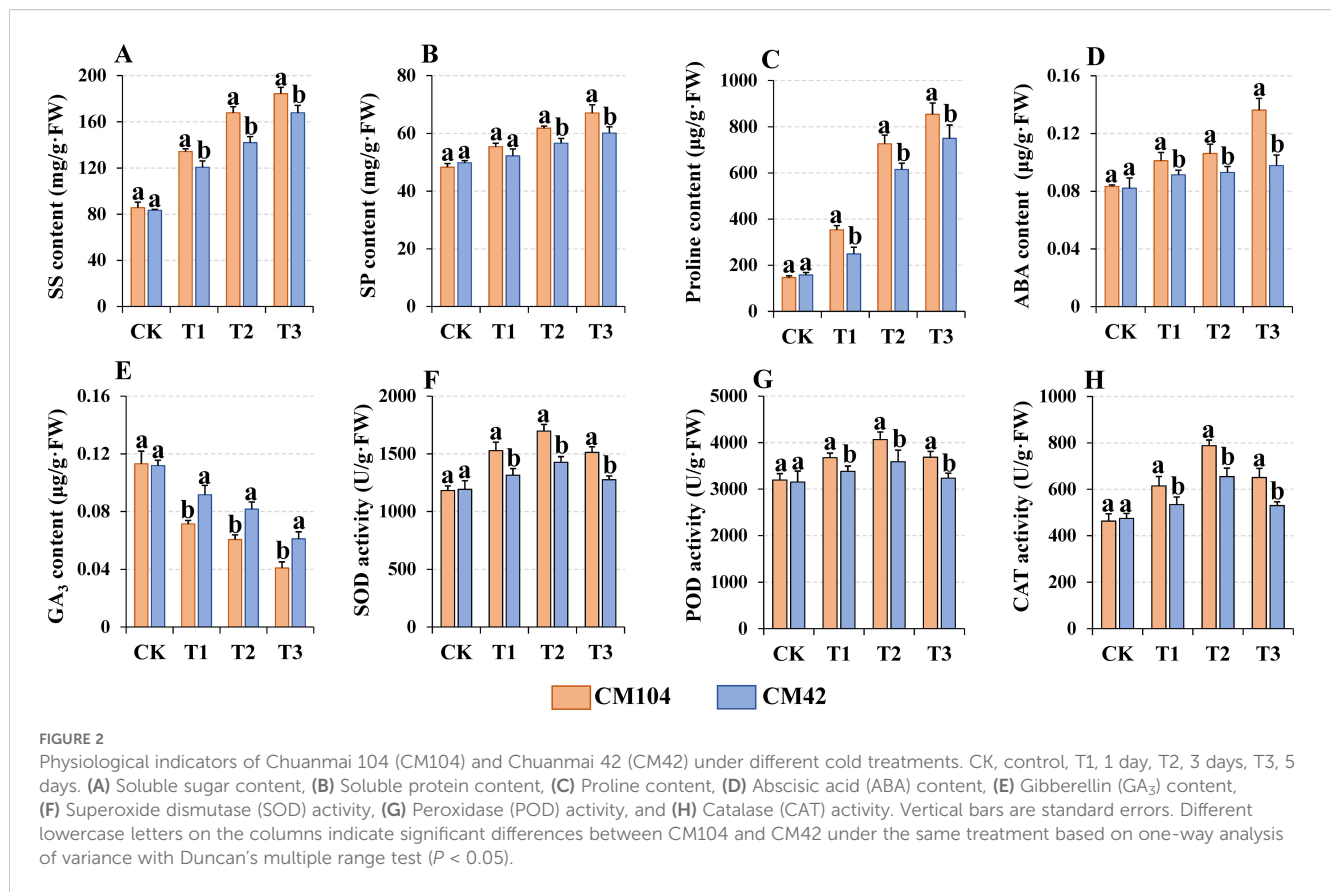 A
SS content (mg/g·FW)
200
160
120
80
40
0
a a a b a b a b
CK T1 T2 T3
B
SP content (mg/g·FW)
80
60
40
20
0
a a a a a b a b
CK T1 T2 T3
C
Proline content (μg/g·FW)
1000
800
600
400
200
0
a a a b a b a b
CK T1 T2 T3
D
ABA content (μg/g·FW)
0.16
0.12
0.08
0.04
0
a a a b a b a b
CK T1 T2 T3
E
GA₃ content (μg/g·FW)
0.16
0.12
0.08
0.04
0
a a b a b a b a
CK T1 T2 T3
F
SOD activity (U/g·FW)
2000
1500
1000
500
0
a a a b a b a b
CK T1 T2 T3
G
POD activity (U/g·FW)
5000
4000
3000
2000
1000
0
a a a b a b a b
CK T1 T2 T3
H
CAT activity (U/g·FW)
1000
800
600
400
200
0
a a a b a b a b
CK T1 T2 T3
CM104 CM42
FIGURE 2
Physiological indicators of Chuanmai 104 (CM104) and Chuanmai 42 (CM42) under different cold treatments. CK, control, T1, 1 day, T2, 3 days, T3, 5
days. (A) Soluble sugar content, (B) Soluble protein content, (C) Proline content, (D) Abscisic acid (ABA) content, (E) Gibberellin (GA₃) content,
(F) Superoxide dismutase (SOD) activity, (G) Peroxidase (POD) activity, and (H) Catalase (CAT) activity. Vertical bars are standard errors. Different
lowercase letters on the columns indicate significant differences between CM104 and CM42 under the same treatment based on one-way analysis
of variance with Duncan's multiple range test (P < 0.05).